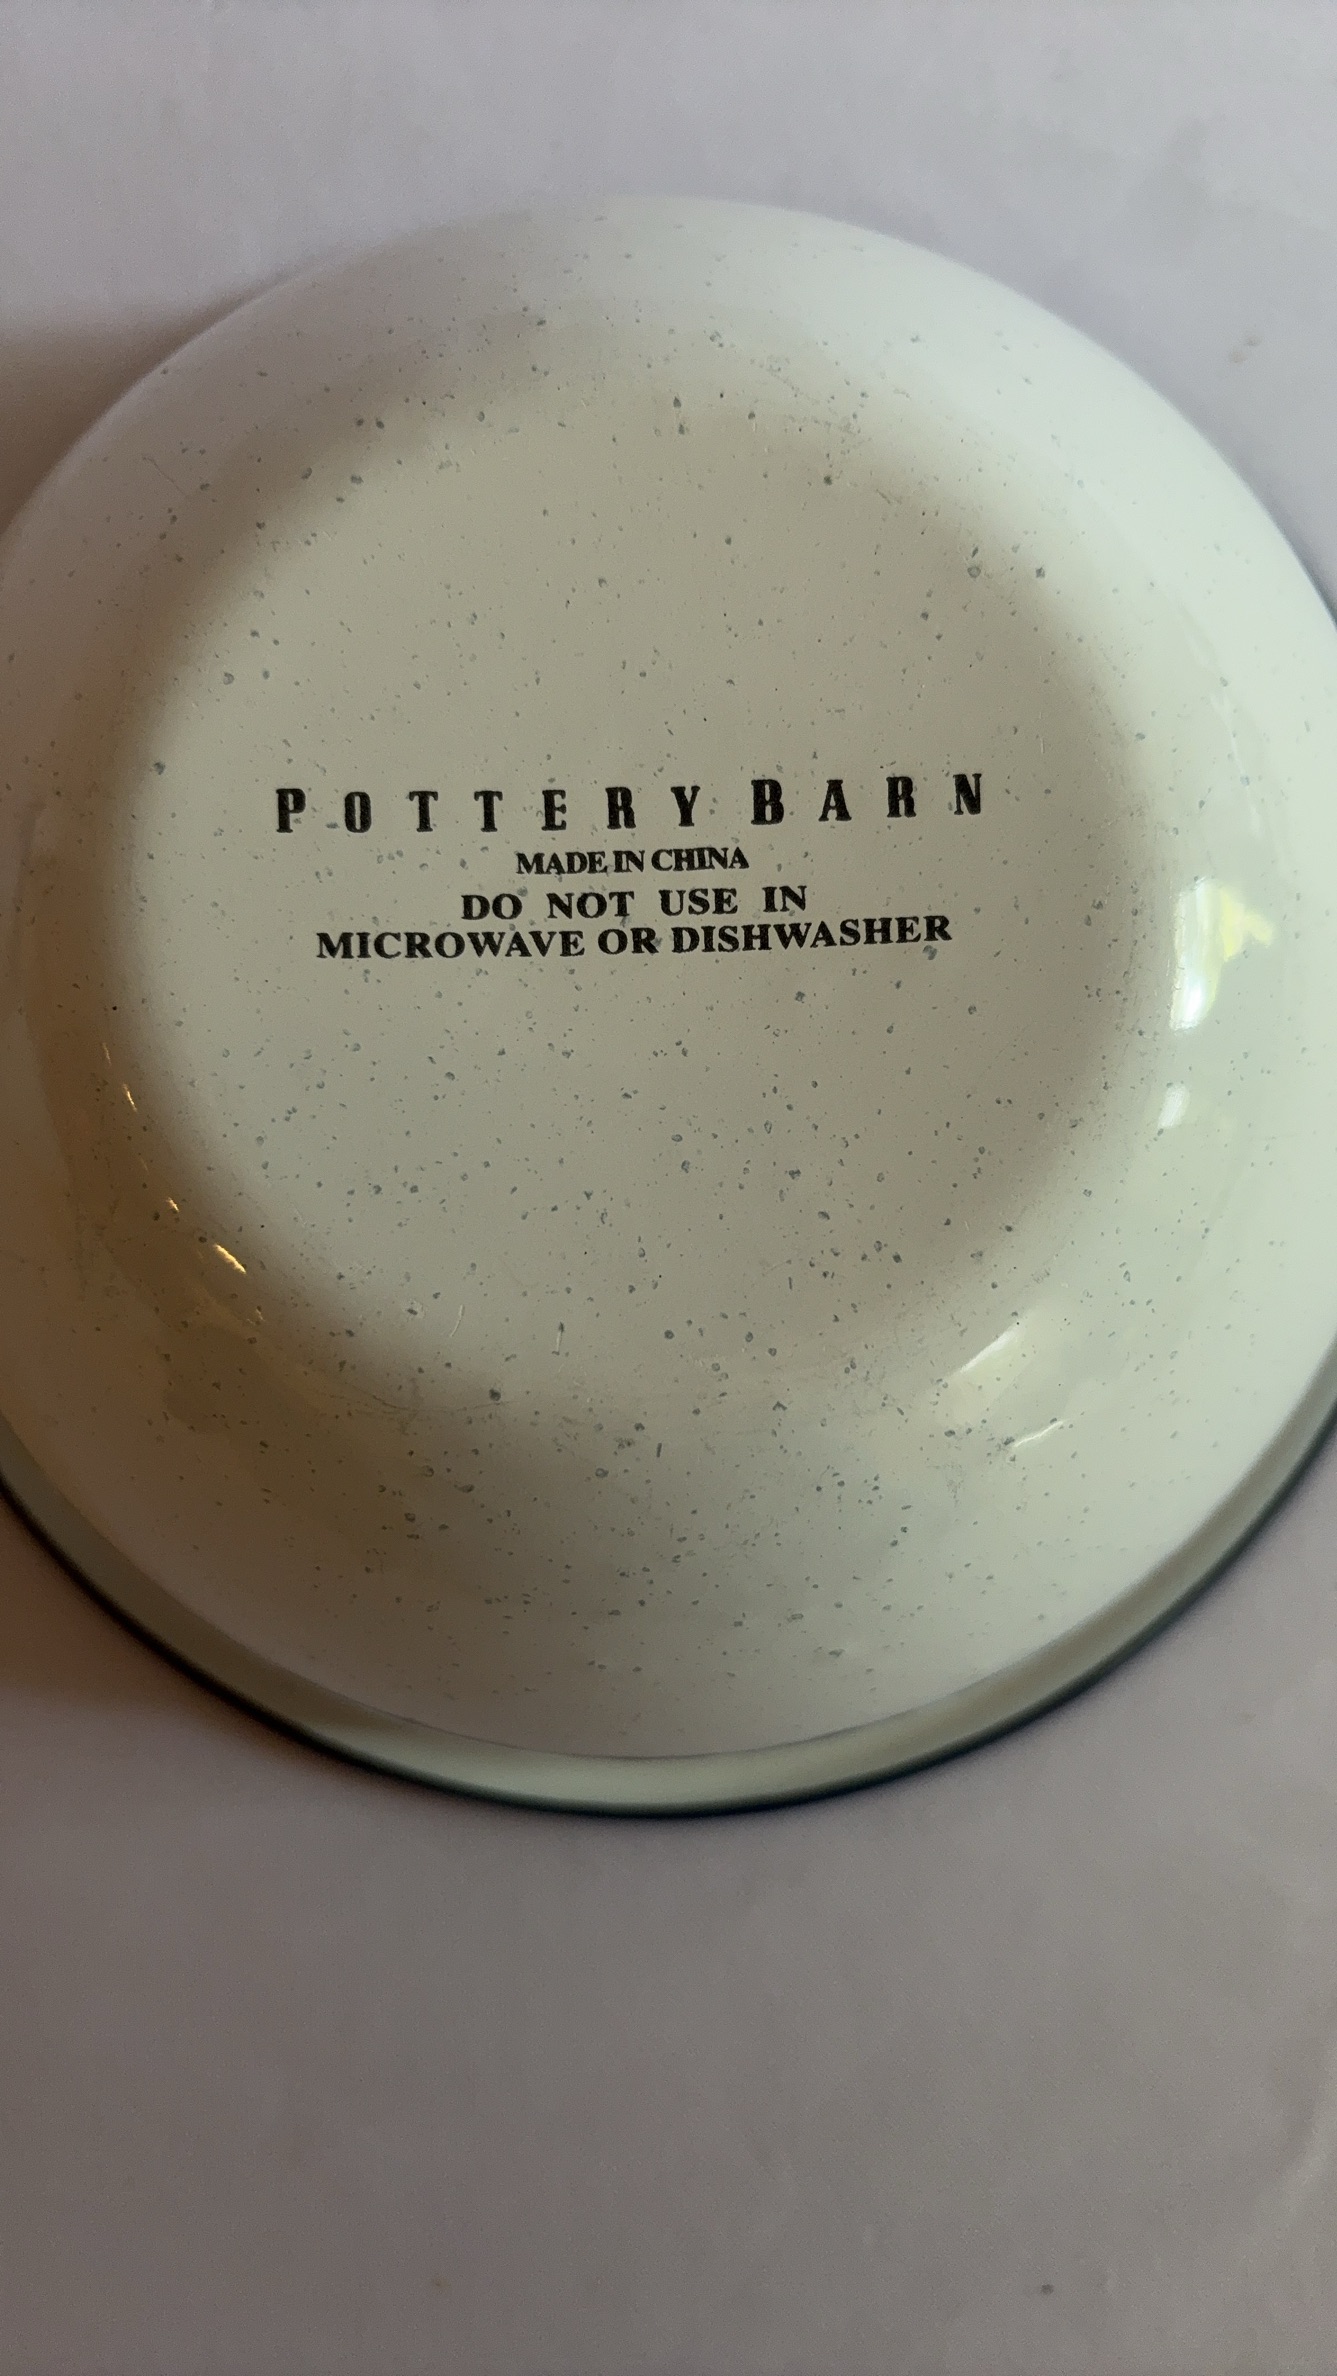 POTTERY BARN
MADE IN CHINA
DO NOT USE IN
MICROWAVE OR DISHWASHER